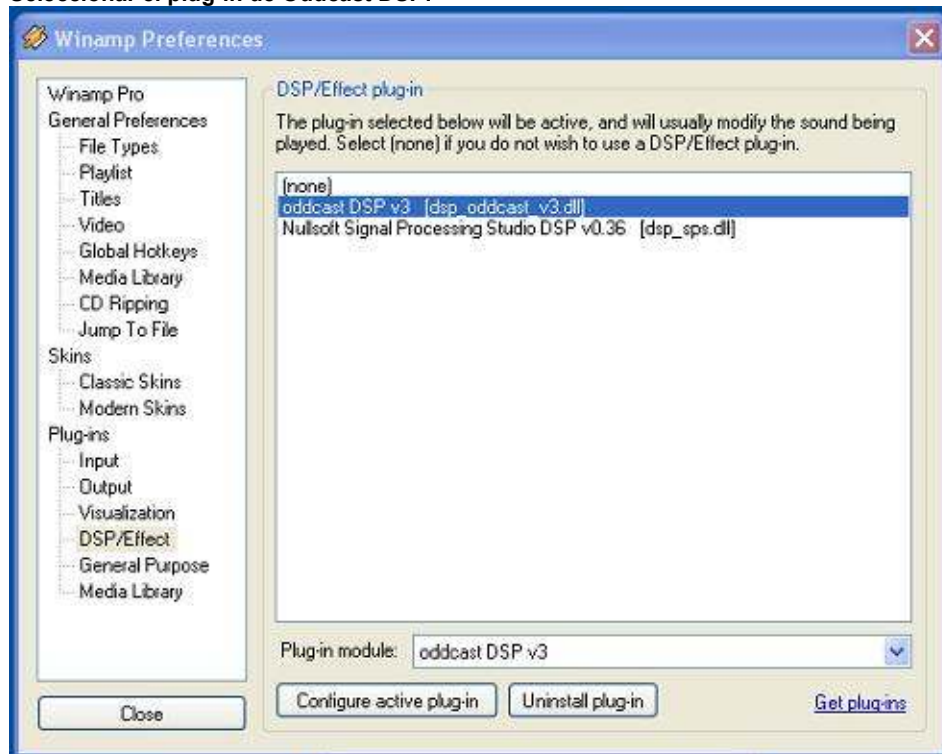 Seleccionar el plug-in de Oddcast DSP:
Winamp Preferences
Winamp Pro
General Preferences
File Types
Playlist
Titles
Video
Global Hotkeys
Media Library
CD Ripping
Jump To File
Skins
Classic Skins
Modern Skins
Plug-ins
Input
Output
Visualization
DSP/Effect
General Purpose
Media Library
Close
DSP/Effect plug-in
The plug-in selected below will be active, and will usually modify the sound being
played. Select (none) if you do not wish to use a DSP/Effect plug-in.
(none)
oddcast DSP v3 [dsp_oddcast_v3.dll]
Nullsoft Signal Processing Studio DSP v0.36 [dsp_sps.dll]
Plug-in module: oddcast DSP v3
Configure active plug-in
Uninstall plug-in
Get plug-ins